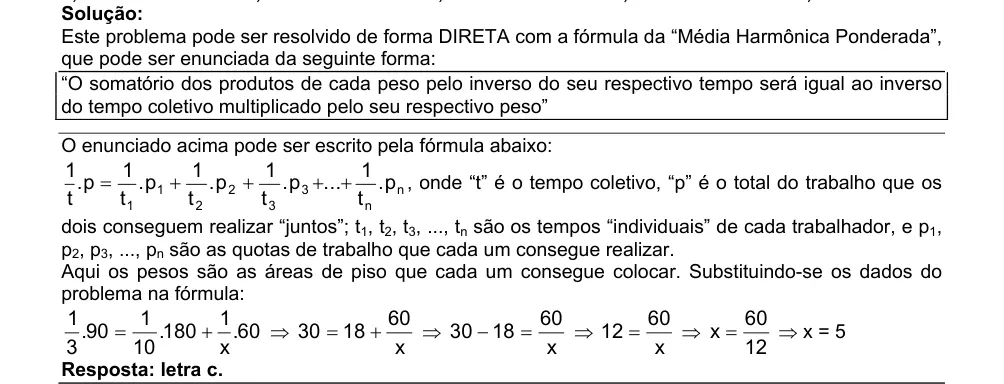 Solução:
Este problema pode ser resolvido de forma DIRETA com a fórmula da “Média Harmônica Ponderada”,
que pode ser enunciada da seguinte forma:
“O somatório dos produtos de cada peso pelo inverso do seu respectivo tempo será igual ao inverso
do tempo coletivo multiplicado pelo seu respectivo peso”
O enunciado acima pode ser escrito pela fórmula abaixo:
1/t .p = 1/t₁ .p₁ + 1/t₂ .p₂ + 1/t₃ .p₃ +...+ 1/tₙ .pₙ , onde “t” é o tempo coletivo, “p” é o total do trabalho que os
dois conseguem realizar “juntos”; t₁, t₂, t₃, ..., tₙ são os tempos “individuais” de cada trabalhador, e p₁,
p₂, p₃, ..., pₙ são as quotas de trabalho que cada um consegue realizar.
Aqui os pesos são as áreas de piso que cada um consegue colocar. Substituindo-se os dados do
problema na fórmula:
1/3 .90 = 1/10 .180 + 1/x .60 ⇒ 30 = 18 + 60/x ⇒ 30 − 18 = 60/x ⇒ 12 = 60/x ⇒ x = 60/12 ⇒ x = 5
Resposta: letra c.